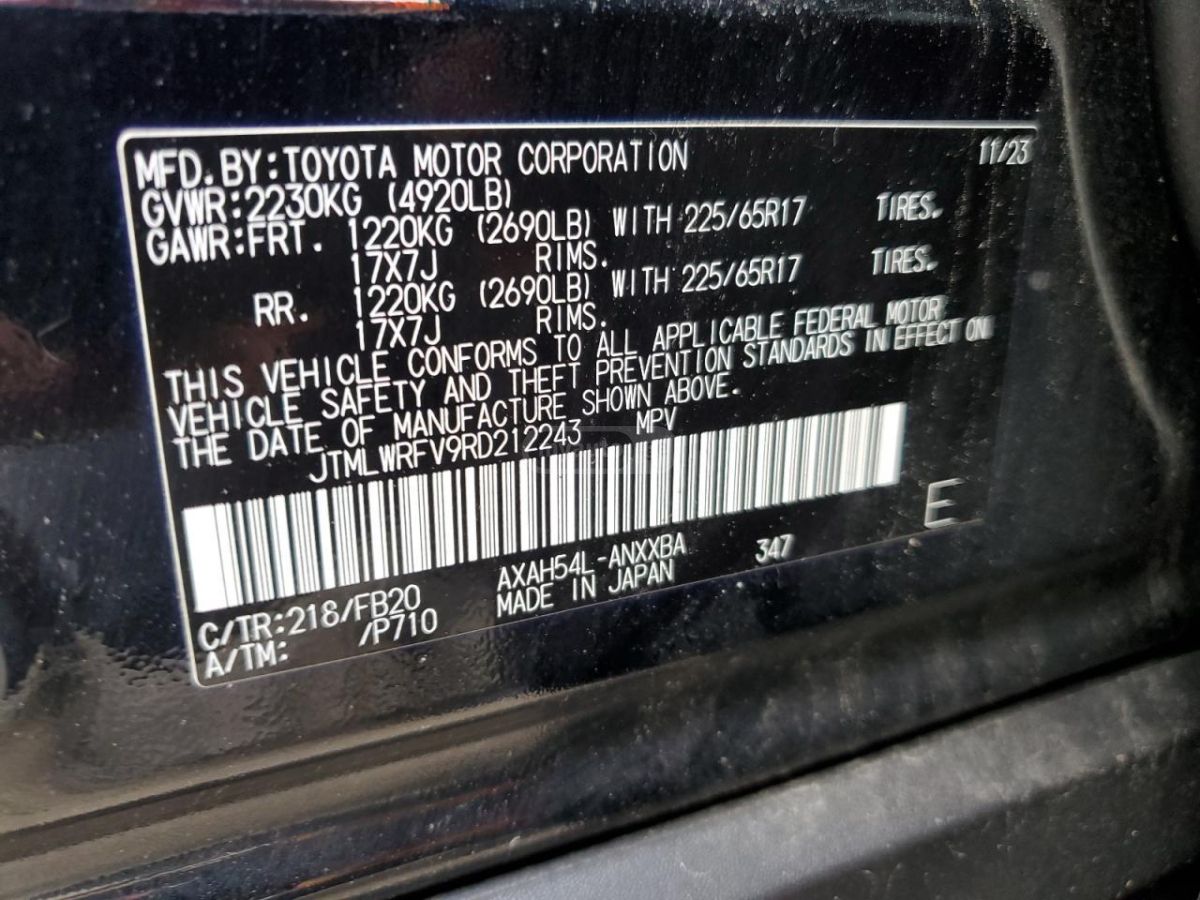 MFD.BY:TOYOTA MOTOR CORPORATION 11/23
GVWR:2230KG (4920LB)
GAWR:FRT. 1220KG (2690LB) WITH 225/65R17 TIRES.
17X7J RIMS.
RR. 1220KG (2690LB) WITH 225/65R17 TIRES.
17X7J RIMS.
THIS VEHICLE CONFORMS TO ALL APPLICABLE FEDERAL MOTOR
VEHICLE SAFETY AND THEFT PREVENTION STANDARDS IN EFFECT ON
THE DATE OF MANUFACTURE SHOWN ABOVE.
JTMLWRFV9RD212243 MPV
E
C/TR:218/FB20 AXAH54L-ANXXBA 347
A/TM: /P710 MADE IN JAPAN